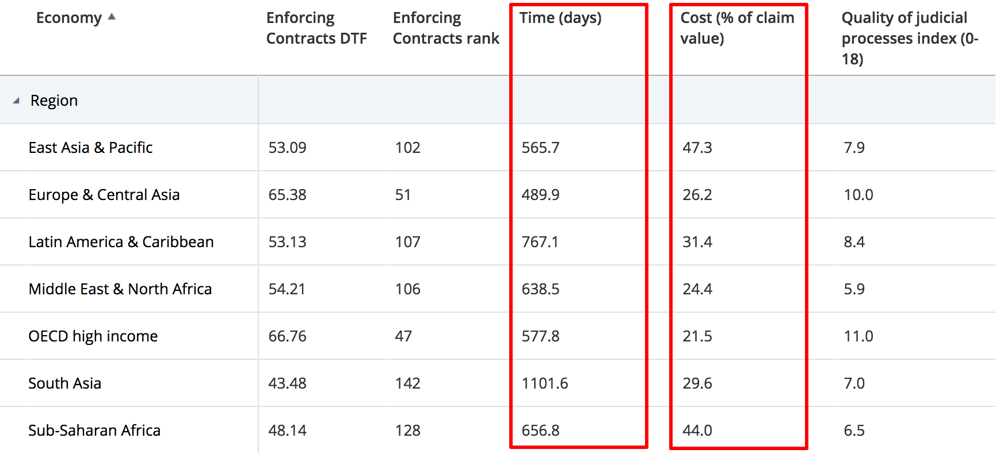 Economy ▲ Enforcing Contracts DTF Enforcing Contracts rank Time (days) Cost (% of claim value) Quality of judicial processes index (0-18)
Region
East Asia & Pacific 53.09 102 565.7 47.3 7.9
Europe & Central Asia 65.38 51 489.9 26.2 10.0
Latin America & Caribbean 53.13 107 767.1 31.4 8.4
Middle East & North Africa 54.21 106 638.5 24.4 5.9
OECD high income 66.76 47 577.8 21.5 11.0
South Asia 43.48 142 1101.6 29.6 7.0
Sub-Saharan Africa 48.14 128 656.8 44.0 6.5